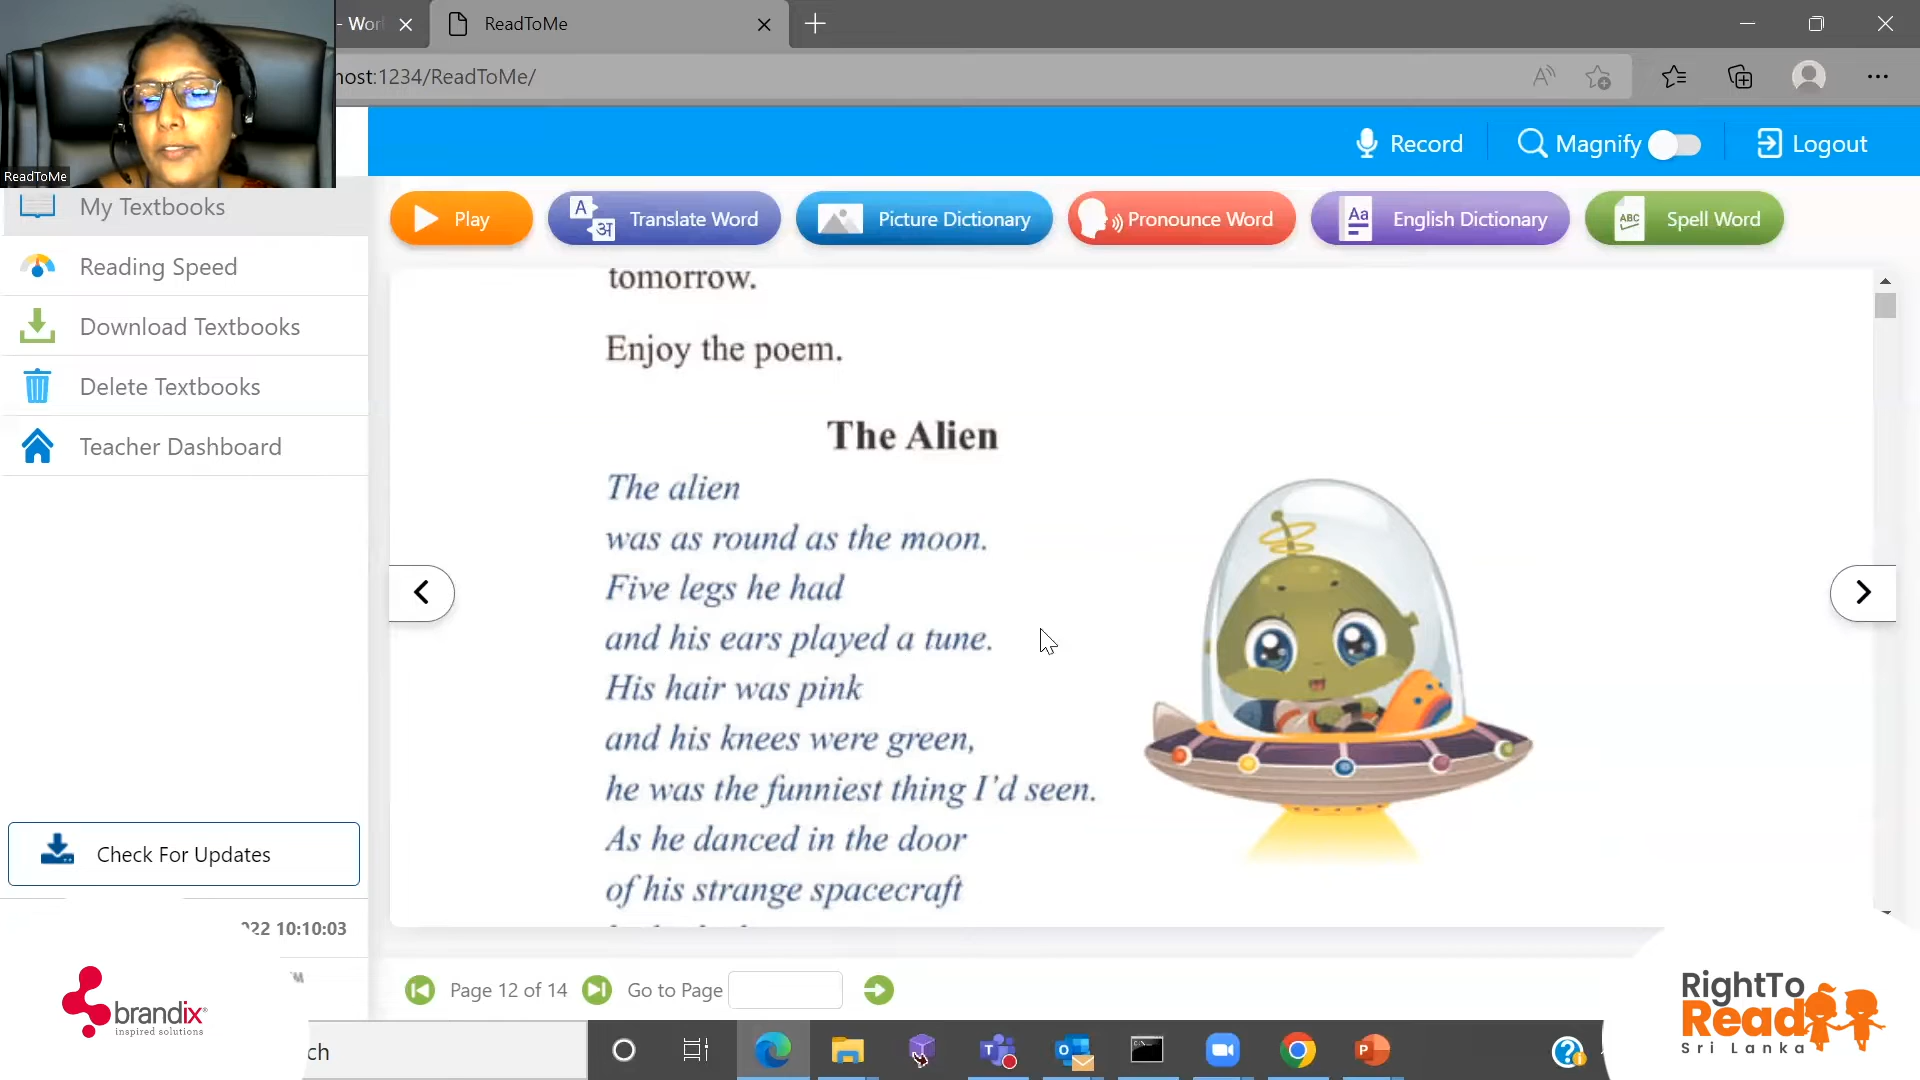 - Wor
ReadToMe
host:1234/ReadToMe/
ReadToMe
Record
Magnify
Logout
My Textbooks
Reading Speed
Download Textbooks
Delete Textbooks
Teacher Dashboard
Play
Translate Word
Picture Dictionary
Pronounce Word
English Dictionary
Spell Word
tomorrow.
Enjoy the poem.
The Alien
The alien
was as round as the moon.
Five legs he had
and his ears played a tune.
His hair was pink
and his knees were green,
he was the funniest thing I'd seen.
As he danced in the door
of his strange spacecraft
Check For Updates
022 10:10:03
Page 12 of 14
Go to Page
brandix
inspired solutions
RightTo
Read
Sri Lanka
ch